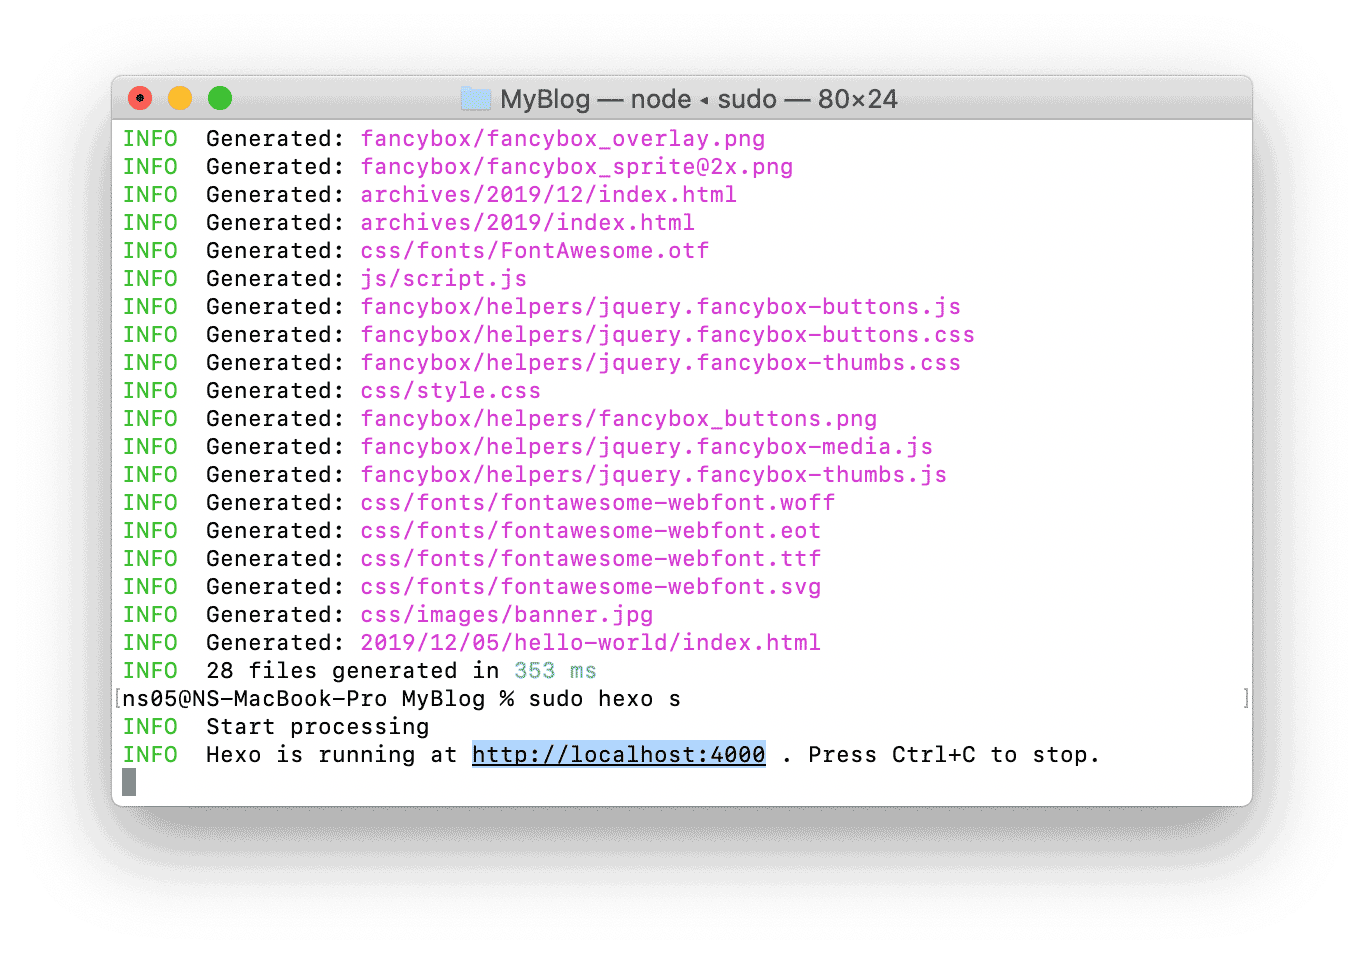 MyBlog — node ◂ sudo — 80×24
INFO  Generated: fancybox/fancybox_overlay.png
INFO  Generated: fancybox/fancybox_sprite@2x.png
INFO  Generated: archives/2019/12/index.html
INFO  Generated: archives/2019/index.html
INFO  Generated: css/fonts/FontAwesome.otf
INFO  Generated: js/script.js
INFO  Generated: fancybox/helpers/jquery.fancybox-buttons.js
INFO  Generated: fancybox/helpers/jquery.fancybox-buttons.css
INFO  Generated: fancybox/helpers/jquery.fancybox-thumbs.css
INFO  Generated: css/style.css
INFO  Generated: fancybox/helpers/fancybox_buttons.png
INFO  Generated: fancybox/helpers/jquery.fancybox-media.js
INFO  Generated: fancybox/helpers/jquery.fancybox-thumbs.js
INFO  Generated: css/fonts/fontawesome-webfont.woff
INFO  Generated: css/fonts/fontawesome-webfont.eot
INFO  Generated: css/fonts/fontawesome-webfont.ttf
INFO  Generated: css/fonts/fontawesome-webfont.svg
INFO  Generated: css/images/banner.jpg
INFO  Generated: 2019/12/05/hello-world/index.html
INFO  28 files generated in 353 ms
[ns05@NS-MacBook-Pro MyBlog % sudo hexo s ]
INFO  Start processing
INFO  Hexo is running at http://localhost:4000 . Press Ctrl+C to stop.